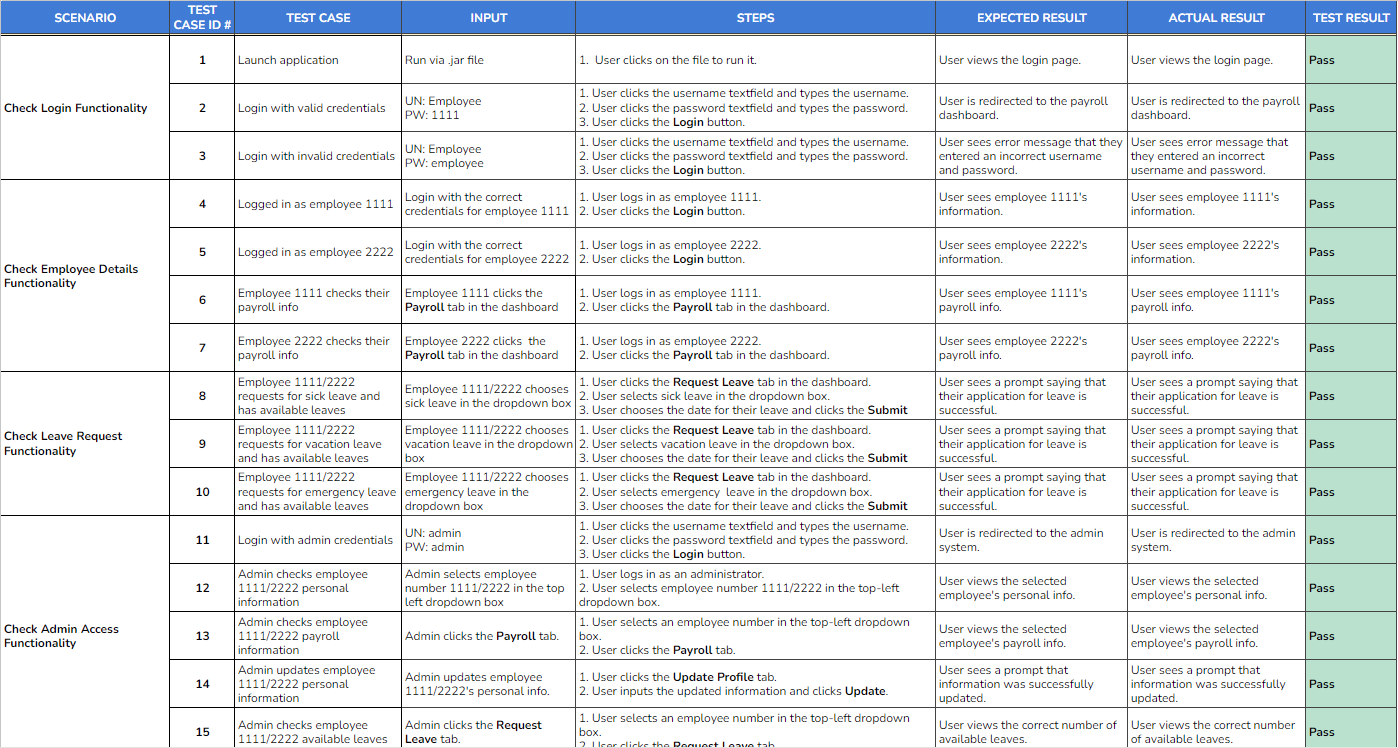 SCENARIO
TEST
CASE ID #
TEST CASE
INPUT
STEPS
EXPECTED RESULT
ACTUAL RESULT
TEST RESULT
Check Login Functionality
1
Launch application
Run via .jar file
1. User clicks on the file to run it.
User views the login page.
User views the login page.
Pass
2
Login with valid credentials
UN: Employee
PW: 1111
1. User clicks the username textfield and types the username.
2. User clicks the password textfield and types the password.
3. User clicks the Login button.
User is redirected to the payroll
dashboard.
User is redirected to the payroll
dashboard.
Pass
3
Login with invalid credentials
UN: Employee
PW: employee
1. User clicks the username textfield and types the username.
2. User clicks the password textfield and types the password.
3. User clicks the Login button.
User sees error message that they
entered an incorrect username
and password.
User sees error message that
they entered an incorrect
username and password.
Pass
Check Employee Details
Functionality
4
Logged in as employee 1111
Login with the correct
credentials for employee 1111
1. User logs in as employee 1111.
2. User clicks the Login button.
User sees employee 1111's
information.
User sees employee 1111's
information.
Pass
5
Logged in as employee 2222
Login with the correct
credentials for employee 2222
1. User logs in as employee 2222.
2. User clicks the Login button.
User sees employee 2222's
information.
User sees employee 2222's
information.
Pass
6
Employee 1111 checks their
payroll info
Employee 1111 clicks the
Payroll tab in the dashboard
1. User logs in as employee 1111.
2. User clicks the Payroll tab in the dashboard.
User sees employee 1111's
payroll info.
User sees employee 1111's
payroll info.
Pass
7
Employee 2222 checks their
payroll info
Employee 2222 clicks the
Payroll tab in the dashboard
1. User logs in as employee 2222.
2. User clicks the Payroll tab in the dashboard.
User sees employee 2222's
payroll info.
User sees employee 2222's
payroll info.
Pass
Check Leave Request
Functionality
8
Employee 1111/2222
requests for sick leave and
has available leaves
Employee 1111/2222 chooses
sick leave in the dropdown box
1. User clicks the Request Leave tab in the dashboard.
2. User selects sick leave in the dropdown box.
3. User chooses the date for their leave and clicks the Submit
User sees a prompt saying that
their application for leave is
successful.
User sees a prompt saying that
their application for leave is
successful.
Pass
9
Employee 1111/2222
requests for vacation leave
and has available leaves
Employee 1111/2222 chooses
vacation leave in the dropdown
box
1. User clicks the Request Leave tab in the dashboard.
2. User selects vacation leave in the dropdown box.
3. User chooses the date for their leave and clicks the Submit
User sees a prompt saying that
their application for leave is
successful.
User sees a prompt saying that
their application for leave is
successful.
Pass
10
Employee 1111/2222
requests for emergency leave
and has available leaves
Employee 1111/2222 chooses
emergency leave in the
dropdown box
1. User clicks the Request Leave tab in the dashboard.
2. User selects emergency leave in the dropdown box.
3. User chooses the date for their leave and clicks the Submit
User sees a prompt saying that
their application for leave is
successful.
User sees a prompt saying that
their application for leave is
successful.
Pass
Check Admin Access
Functionality
11
Login with admin credentials
UN: admin
PW: admin
1. User clicks the username textfield and types the username.
2. User clicks the password textfield and types the password.
3. User clicks the Login button.
User is redirected to the admin
system.
User is redirected to the admin
system.
Pass
12
Admin checks employee
1111/2222 personal
information
Admin selects employee
number 1111/2222 in the top
left dropdown box
1. User logs in as an administrator.
2. User selects employee number 1111/2222 in the top-left
dropdown box.
User views the selected
employee's personal info.
User views the selected
employee's personal info.
Pass
13
Admin checks employee
1111/2222 payroll
information
Admin clicks the Payroll tab.
1. User selects an employee number in the top-left dropdown
box.
2. User clicks the Payroll tab.
User views the selected
employee's payroll info.
User views the selected
employee's payroll info.
Pass
14
Admin updates employee
1111/2222 personal
information
Admin updates employee
1111/2222's personal info.
1. User clicks the Update Profile tab.
2. User inputs the updated information and clicks Update.
User sees a prompt that
information was successfully
updated.
User sees a prompt that
information was successfully
updated.
Pass
15
Admin checks employee
1111/2222 available leaves
Admin clicks the Request
Leave tab.
1. User selects an employee number in the top-left dropdown
box.
2. User clicks the Request Leave tab
User views the correct number of
available leaves.
User views the correct number
of available leaves.
Pass